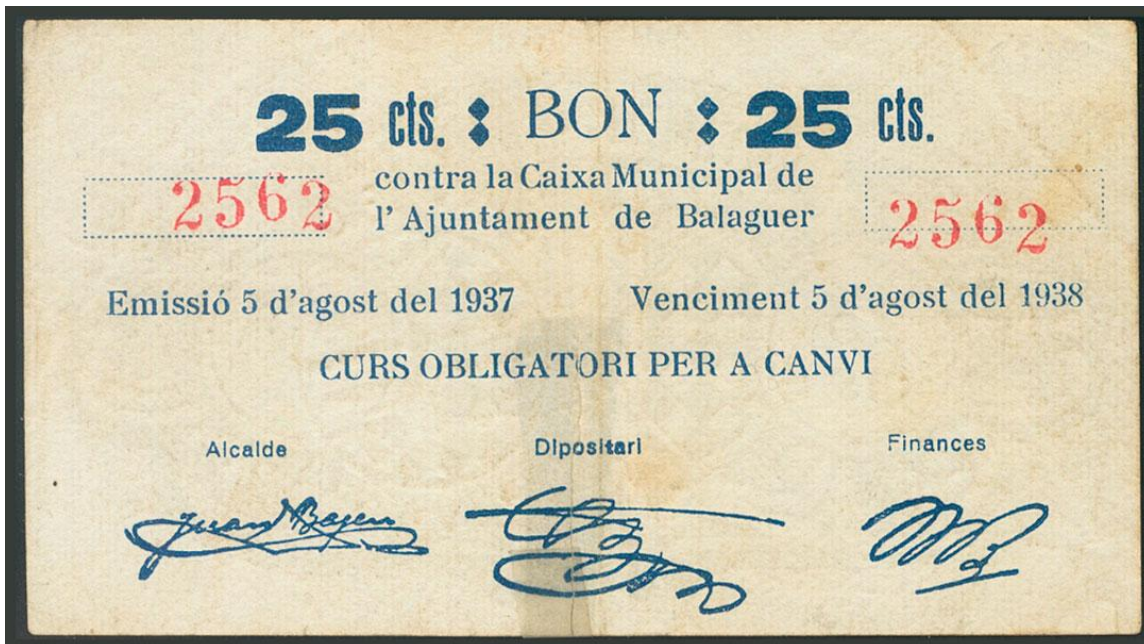 25 cts. : BON : 25 cts.
contra la Caixa Municipal de
l'Ajuntament de Balaguer
2562 2562
Emissió 5 d'agost del 1937 Venciment 5 d'agost del 1938
CURS OBLIGATORI PER A CANVI
Alcalde Dipositari Finances